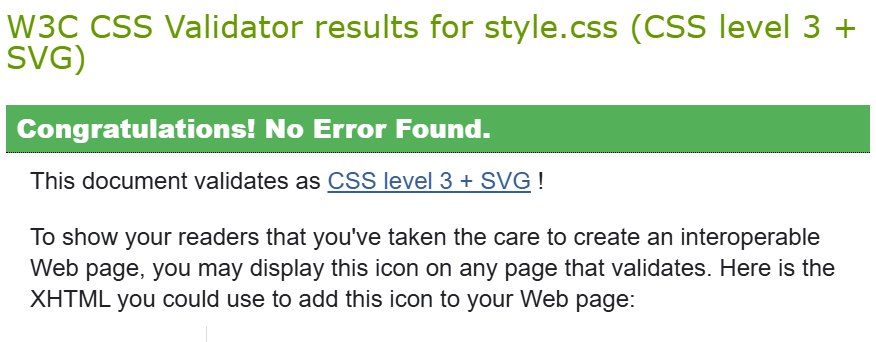 W3C CSS Validator results for style.css (CSS level 3 +
SVG)
Congratulations! No Error Found.
This document validates as CSS level 3 + SVG !
To show your readers that you've taken the care to create an interoperable
Web page, you may display this icon on any page that validates. Here is the
XHTML you could use to add this icon to your Web page: